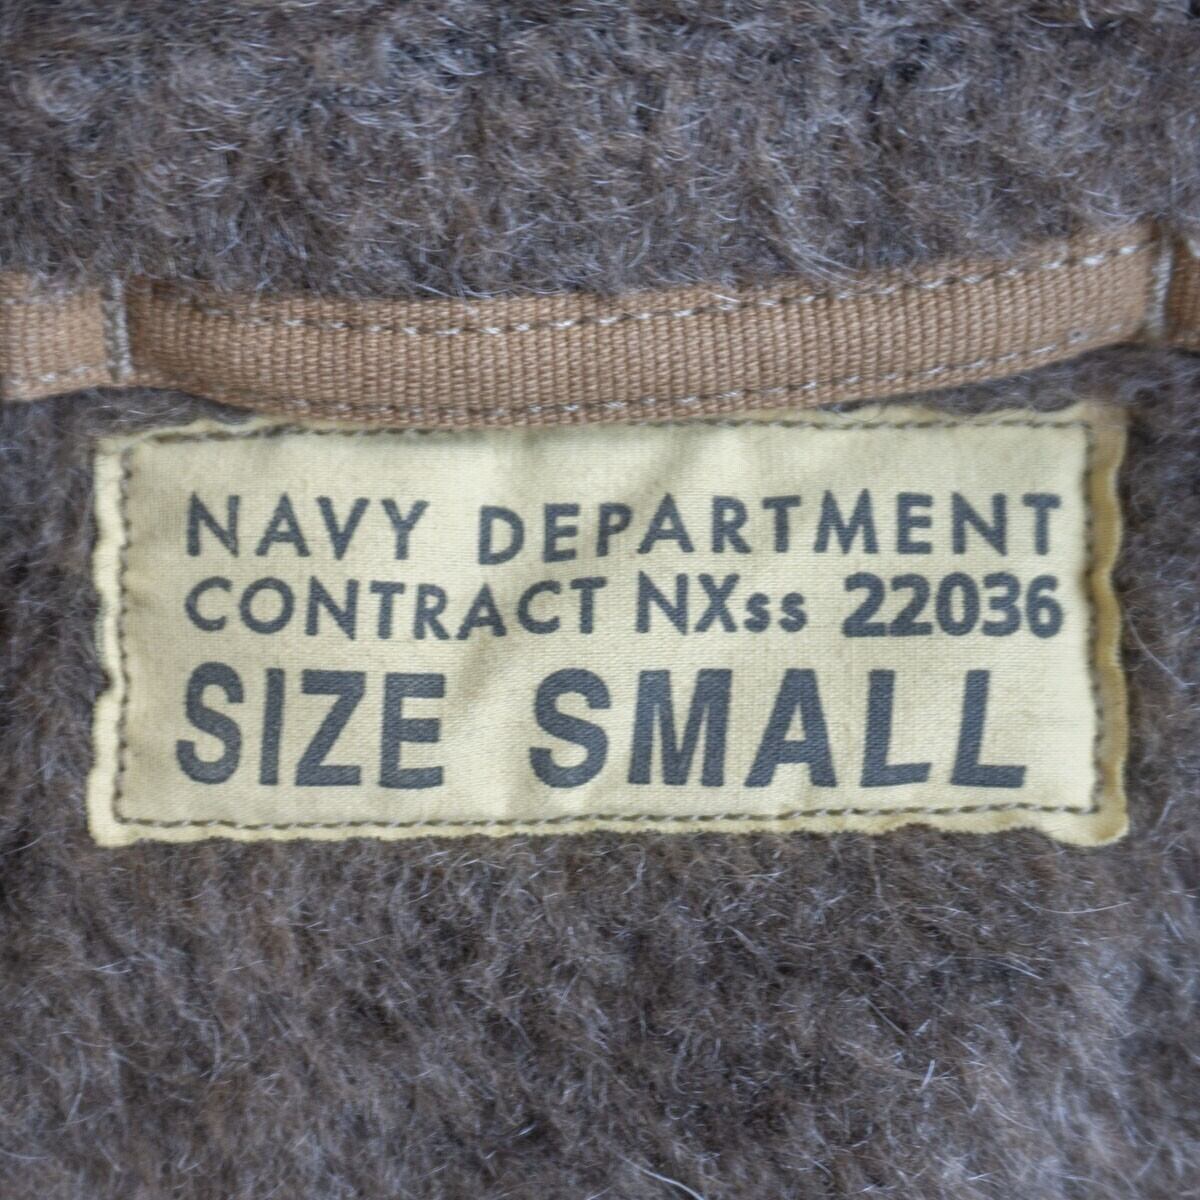 NAVY DEPARTMENT
CONTRACT NXss 22036
SIZE SMALL